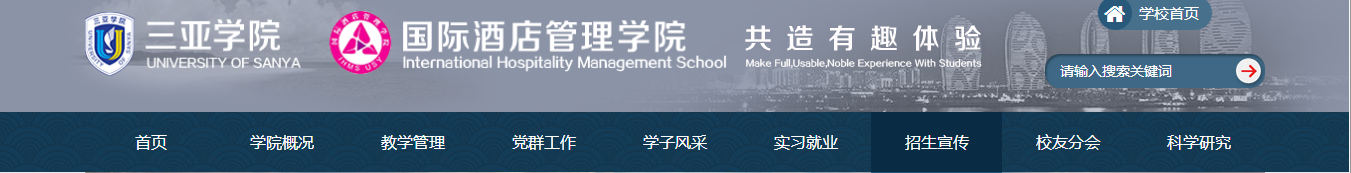 学校首页
三亚学院
UNIVERSITY OF SANYA
国际酒店管理学院
International Hospitality Management School
共造有趣体验
Make Full,Usable,Noble Experience With Students
请输入搜索关键词
首页 学院概况 教学管理 党群工作 学子风采 实习就业 招生宣传 校友分会 科学研究